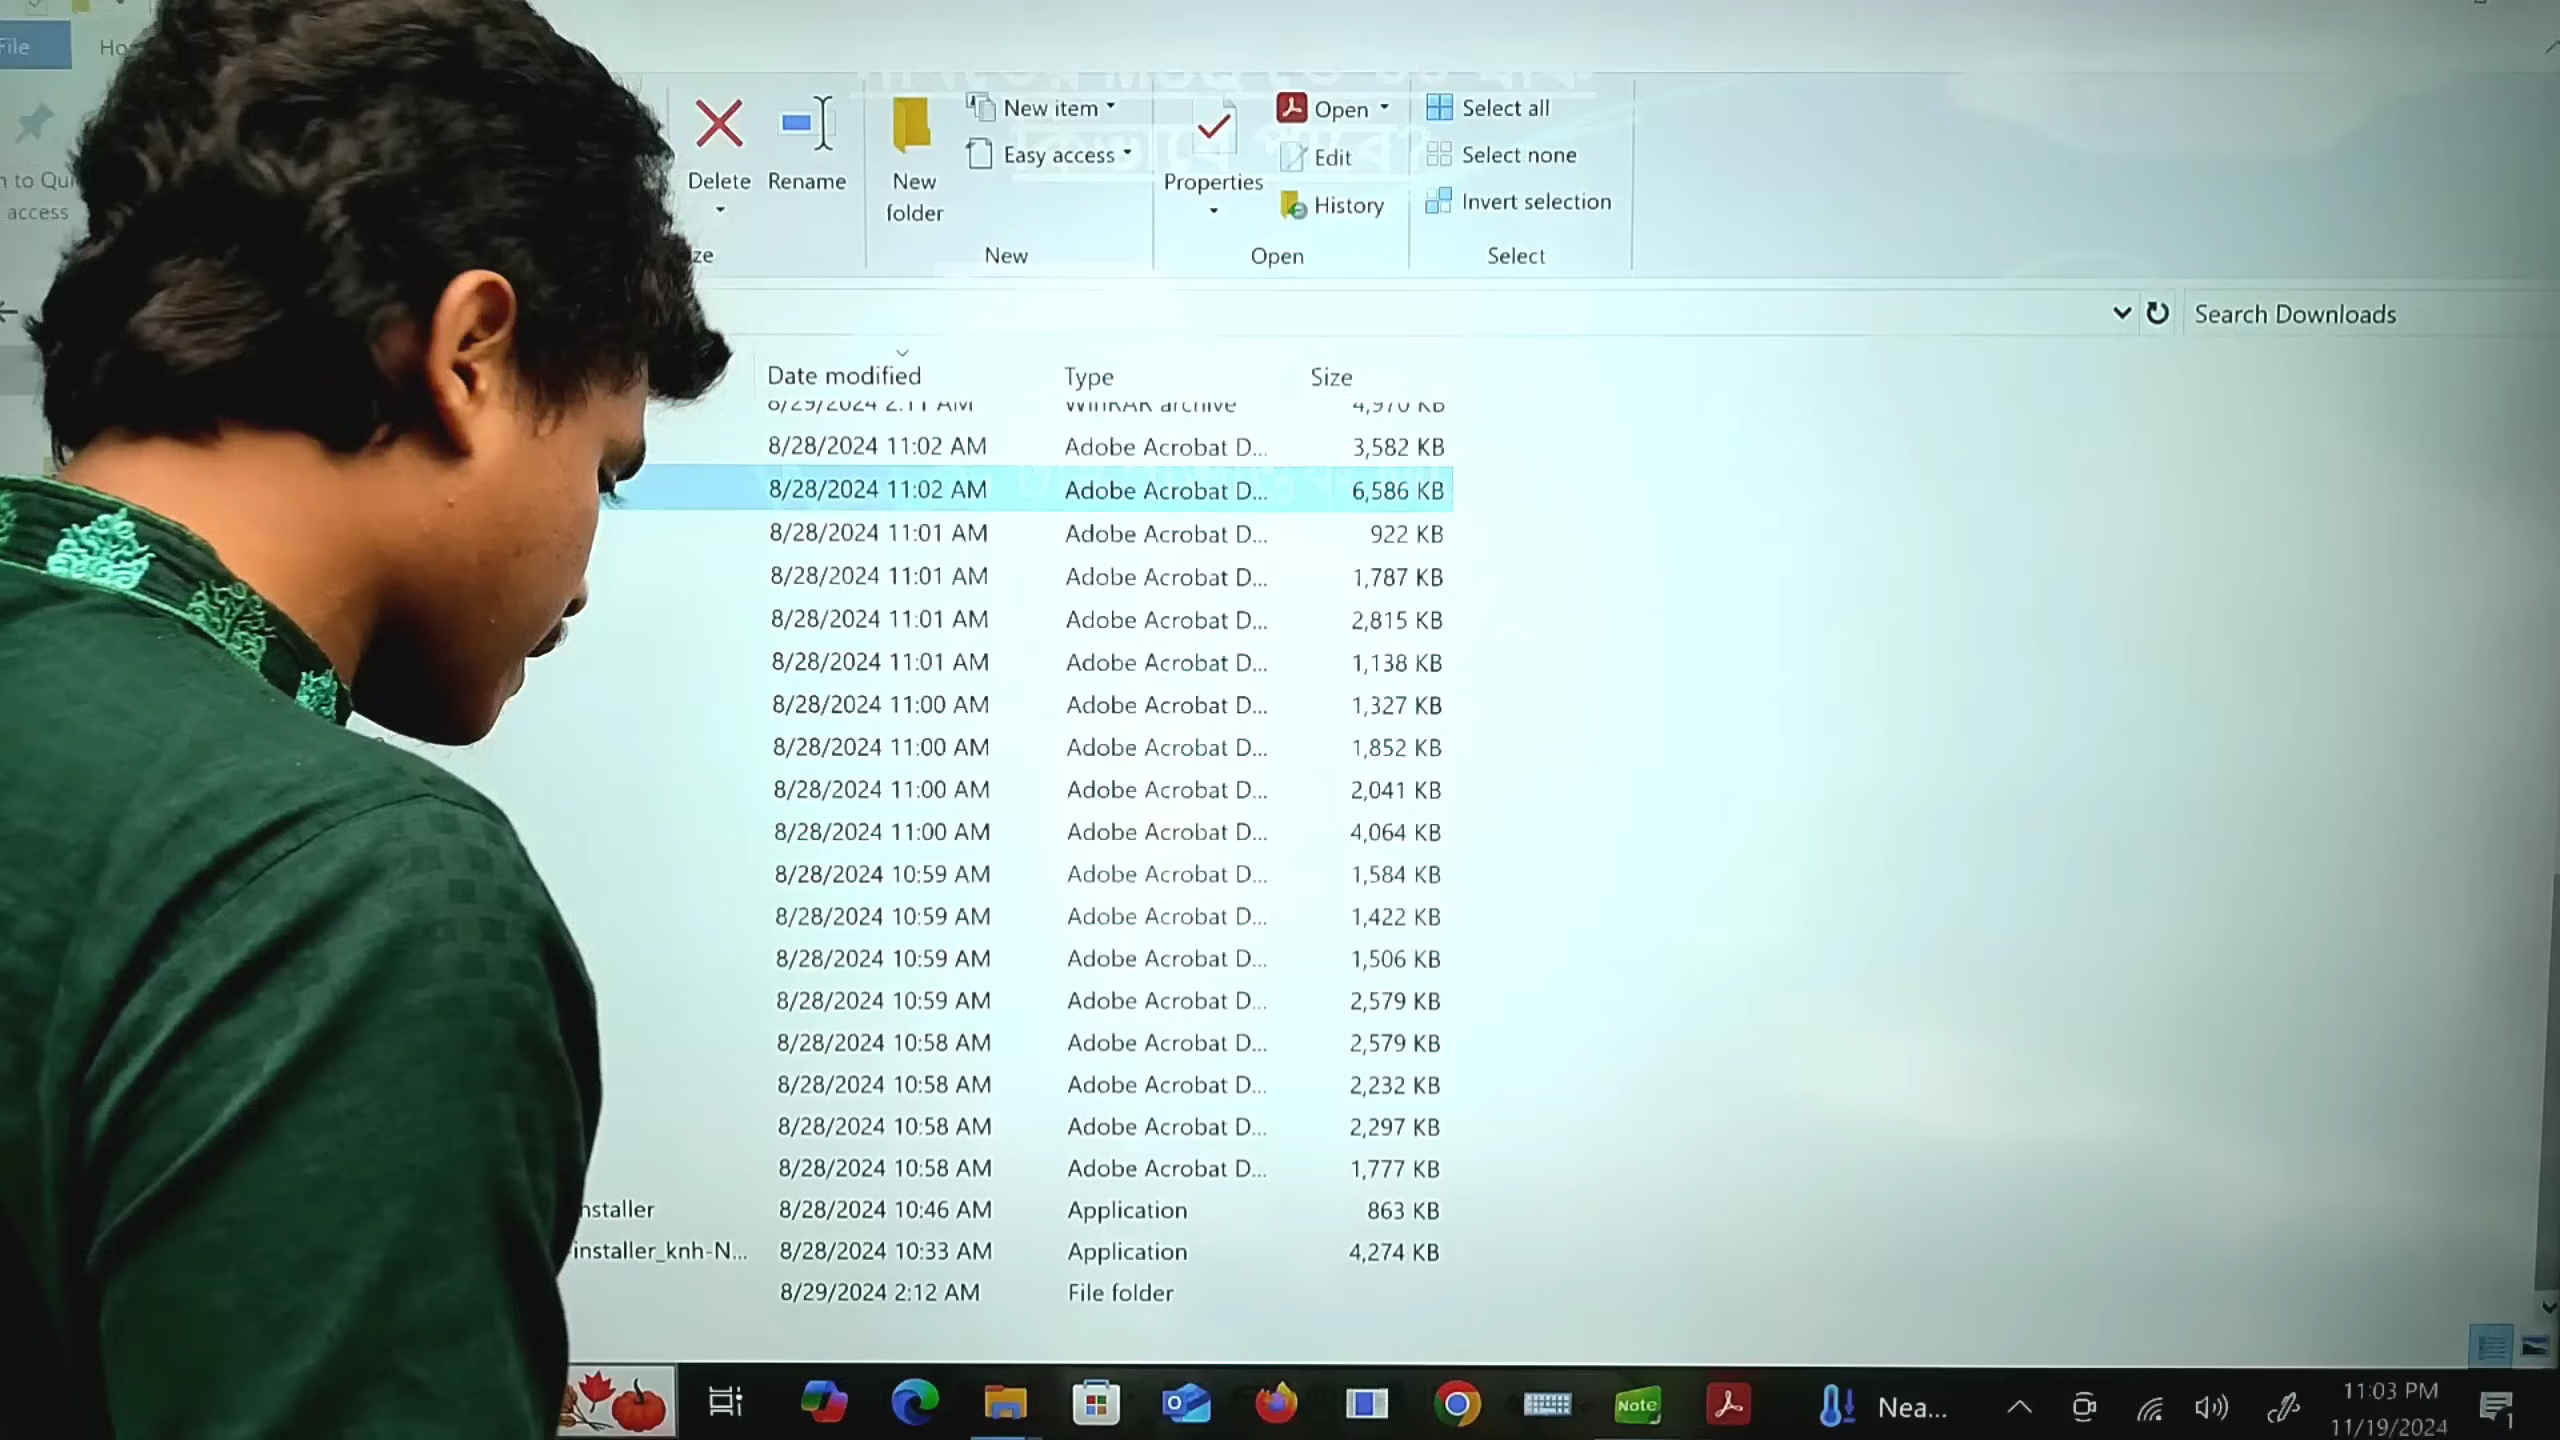 File
Delete
Rename
New
folder
New item
Easy access
New
Properties
Open
Edit
History
Open
Select all
Select none
Invert selection
Select
to Qui
access
ze
Search Downloads
Date modified Type Size
8/29/2024 2:11 AM WinRAR archive 4,970 KB
8/28/2024 11:02 AM Adobe Acrobat D... 3,582 KB
8/28/2024 11:02 AM Adobe Acrobat D... 6,586 KB
8/28/2024 11:01 AM Adobe Acrobat D... 922 KB
8/28/2024 11:01 AM Adobe Acrobat D... 1,787 KB
8/28/2024 11:01 AM Adobe Acrobat D... 2,815 KB
8/28/2024 11:01 AM Adobe Acrobat D... 1,138 KB
8/28/2024 11:00 AM Adobe Acrobat D... 1,327 KB
8/28/2024 11:00 AM Adobe Acrobat D... 1,852 KB
8/28/2024 11:00 AM Adobe Acrobat D... 2,041 KB
8/28/2024 11:00 AM Adobe Acrobat D... 4,064 KB
8/28/2024 10:59 AM Adobe Acrobat D... 1,584 KB
8/28/2024 10:59 AM Adobe Acrobat D... 1,422 KB
8/28/2024 10:59 AM Adobe Acrobat D... 1,506 KB
8/28/2024 10:59 AM Adobe Acrobat D... 2,579 KB
8/28/2024 10:58 AM Adobe Acrobat D... 2,579 KB
8/28/2024 10:58 AM Adobe Acrobat D... 2,232 KB
8/28/2024 10:58 AM Adobe Acrobat D... 2,297 KB
8/28/2024 10:58 AM Adobe Acrobat D... 1,777 KB
nstaller 8/28/2024 10:46 AM Application 863 KB
installer_knh-N... 8/28/2024 10:33 AM Application 4,274 KB
8/29/2024 2:12 AM File folder
Note
Nea...
11:03 PM
11/19/2024
1